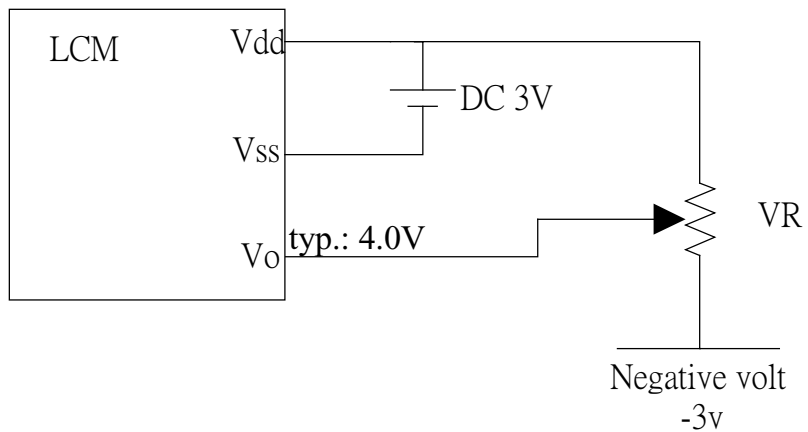 LCM
Vdd
DC 3V
Vss
VR
typ.: 4.0V
Vo
Negative volt
-3v